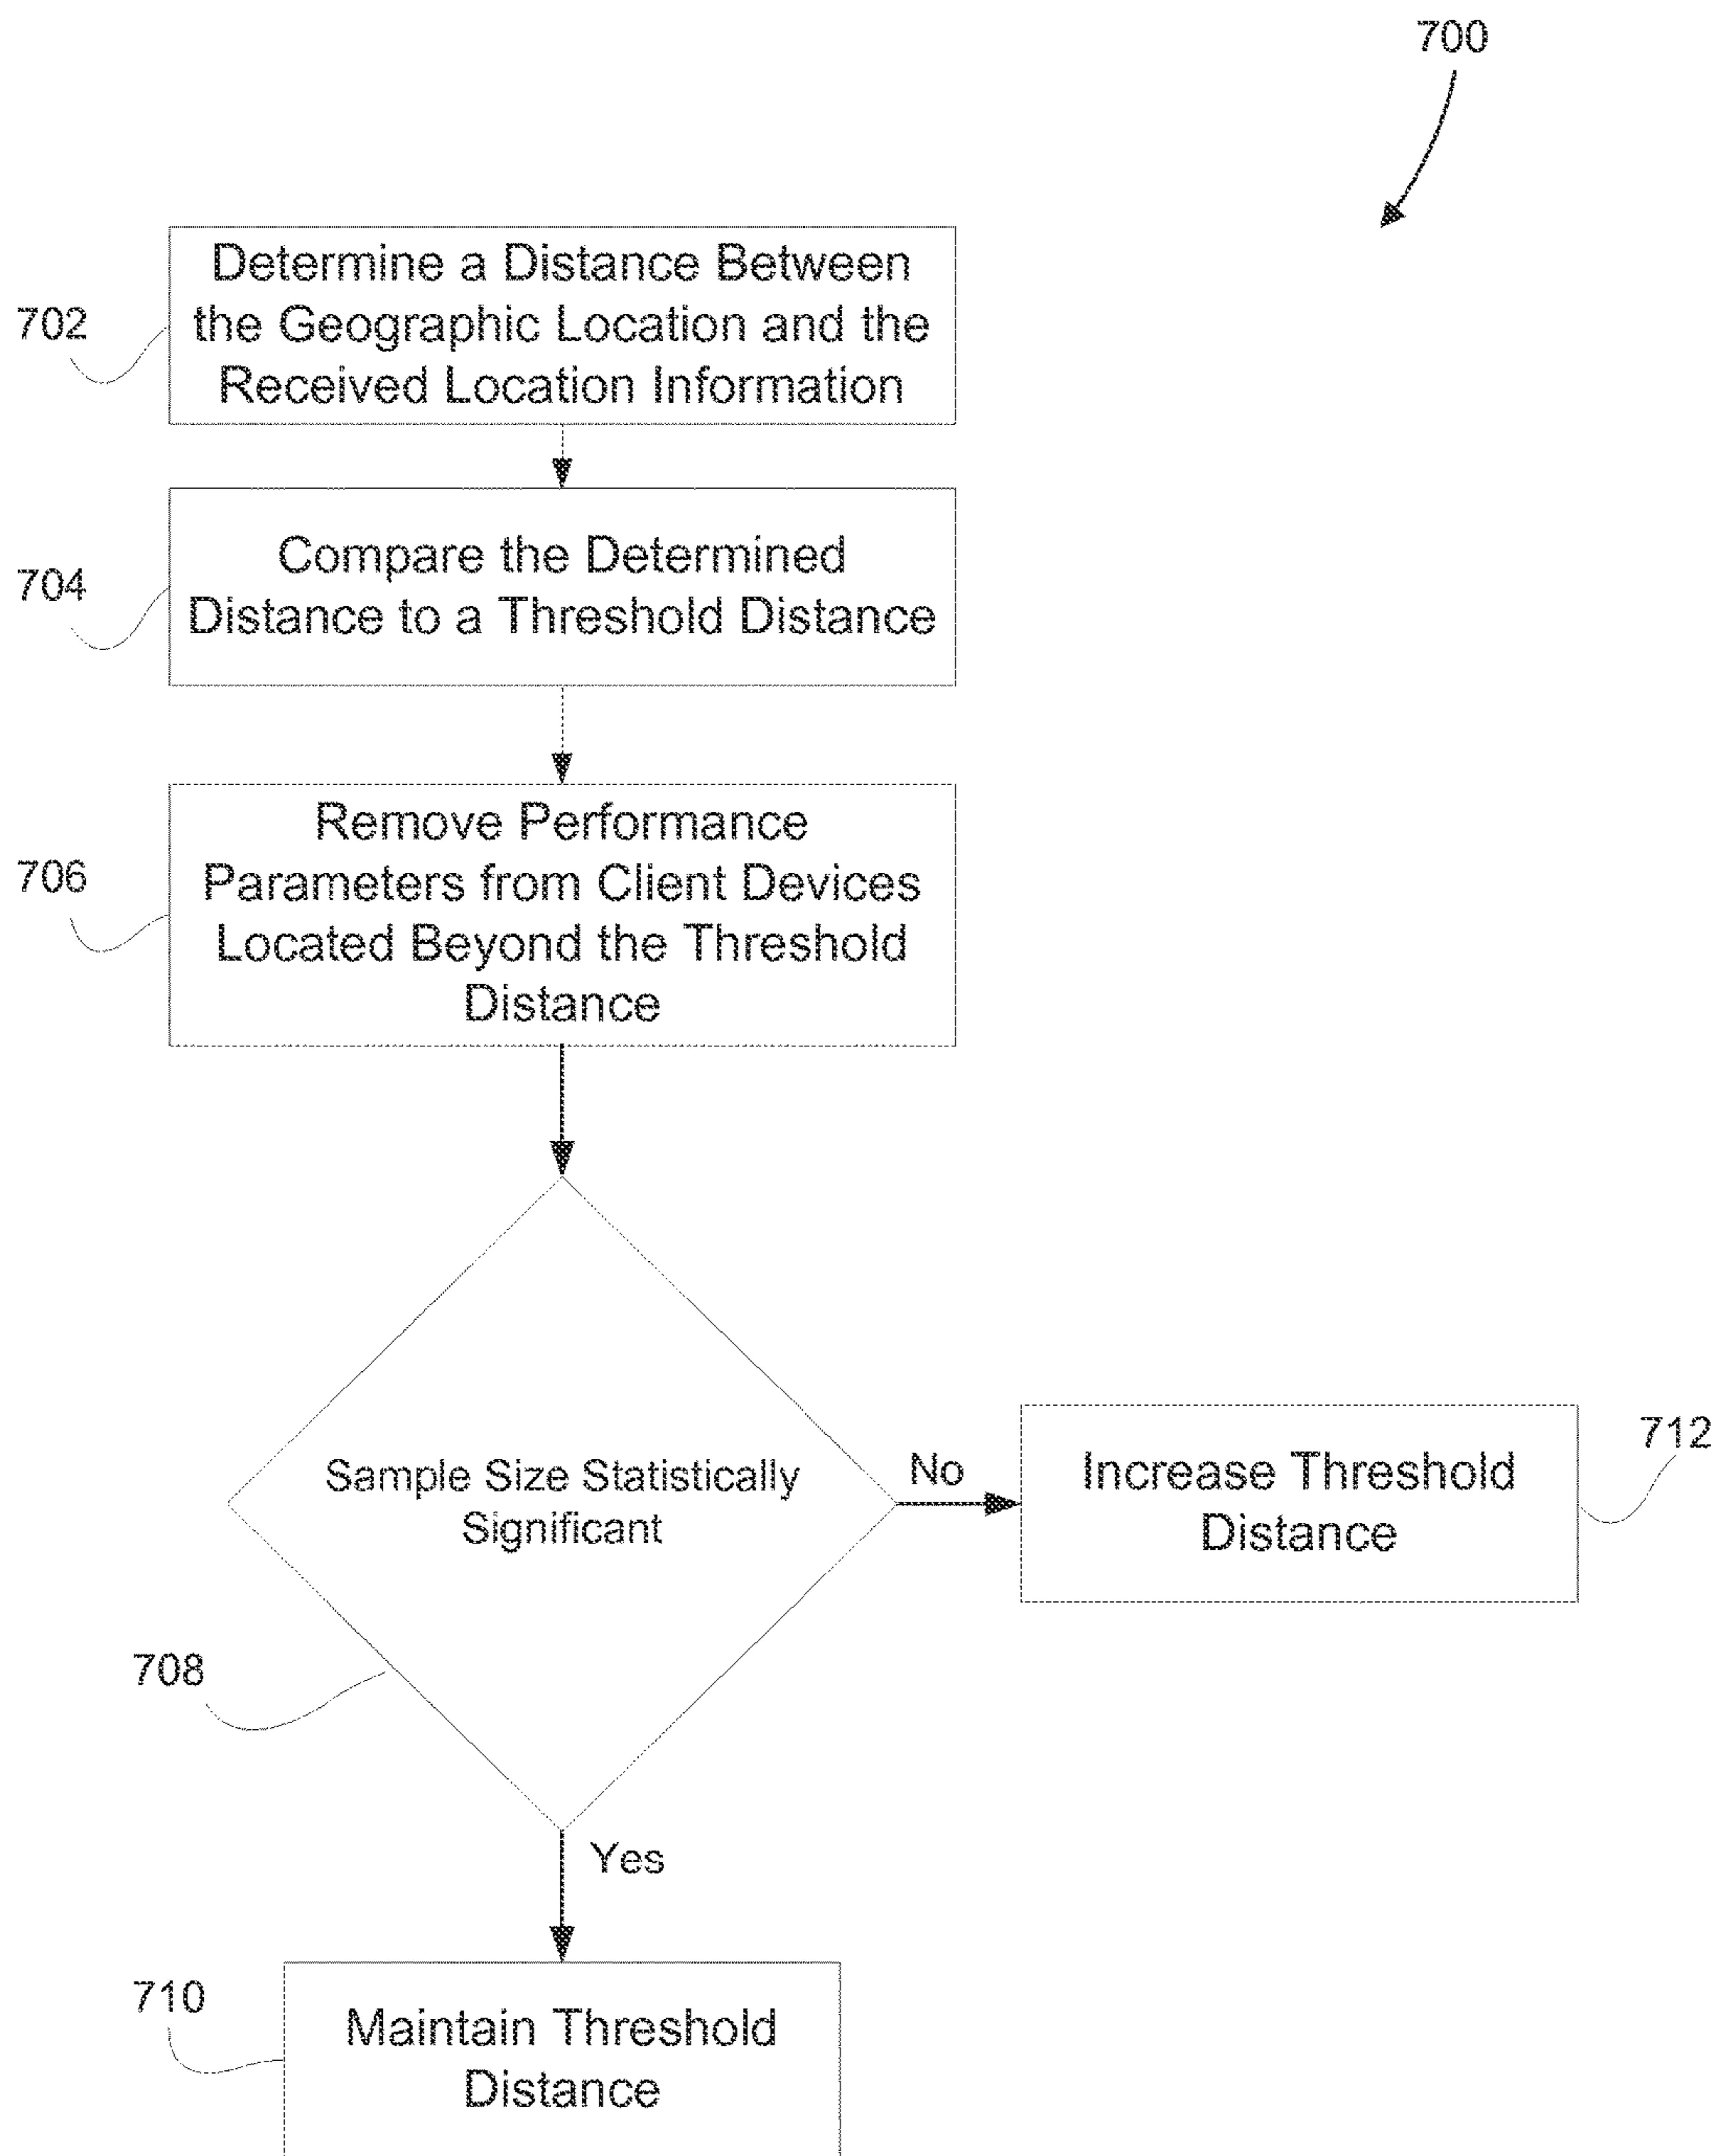 700
702
Determine a Distance Between
the Geographic Location and the
Received Location Information
704
Compare the Determined
Distance to a Threshold Distance
706
Remove Performance
Parameters from Client Devices
Located Beyond the Threshold
Distance
Sample Size Statistically
Significant
No
Increase Threshold
Distance
712
708
Yes
710
Maintain Threshold
Distance